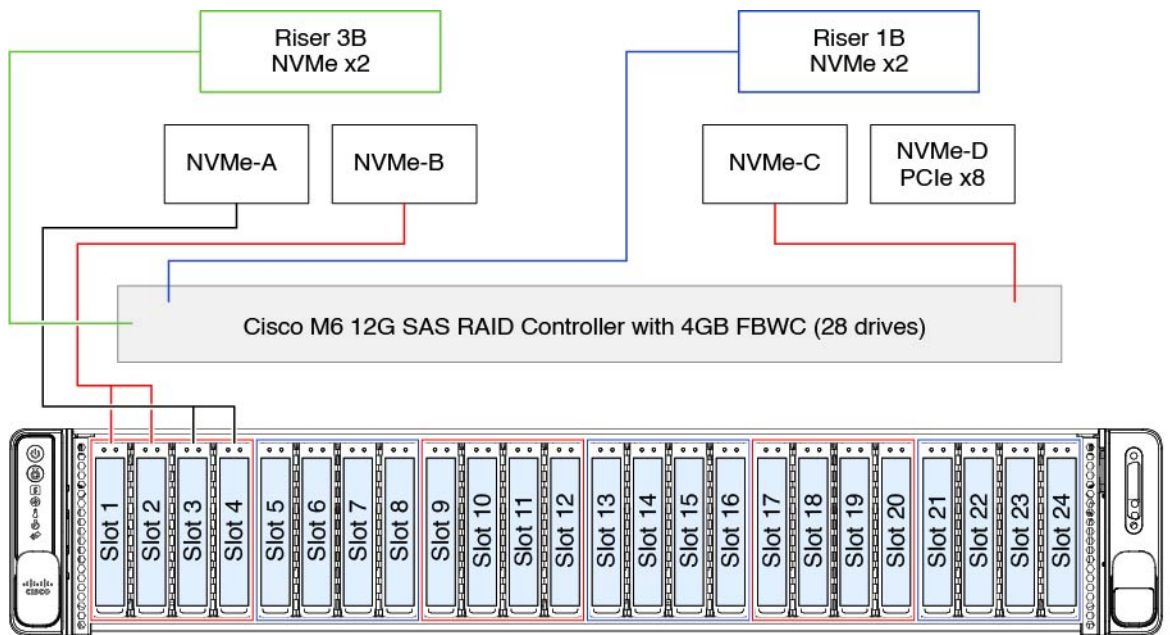 Riser 3B
NVMe x2
Riser 1B
NVMe x2
NVMe-A
NVMe-B
NVMe-C
NVMe-D
PCIe x8
Cisco M6 12G SAS RAID Controller with 4GB FBWC (28 drives)
Slot 1
Slot 2
Slot 3
Slot 4
Slot 5
Slot 6
Slot 7
Slot 8
Slot 9
Slot 10
Slot 11
Slot 12
Slot 13
Slot 14
Slot 15
Slot 16
Slot 17
Slot 18
Slot 19
Slot 20
Slot 21
Slot 22
Slot 23
Slot 24
CISCO